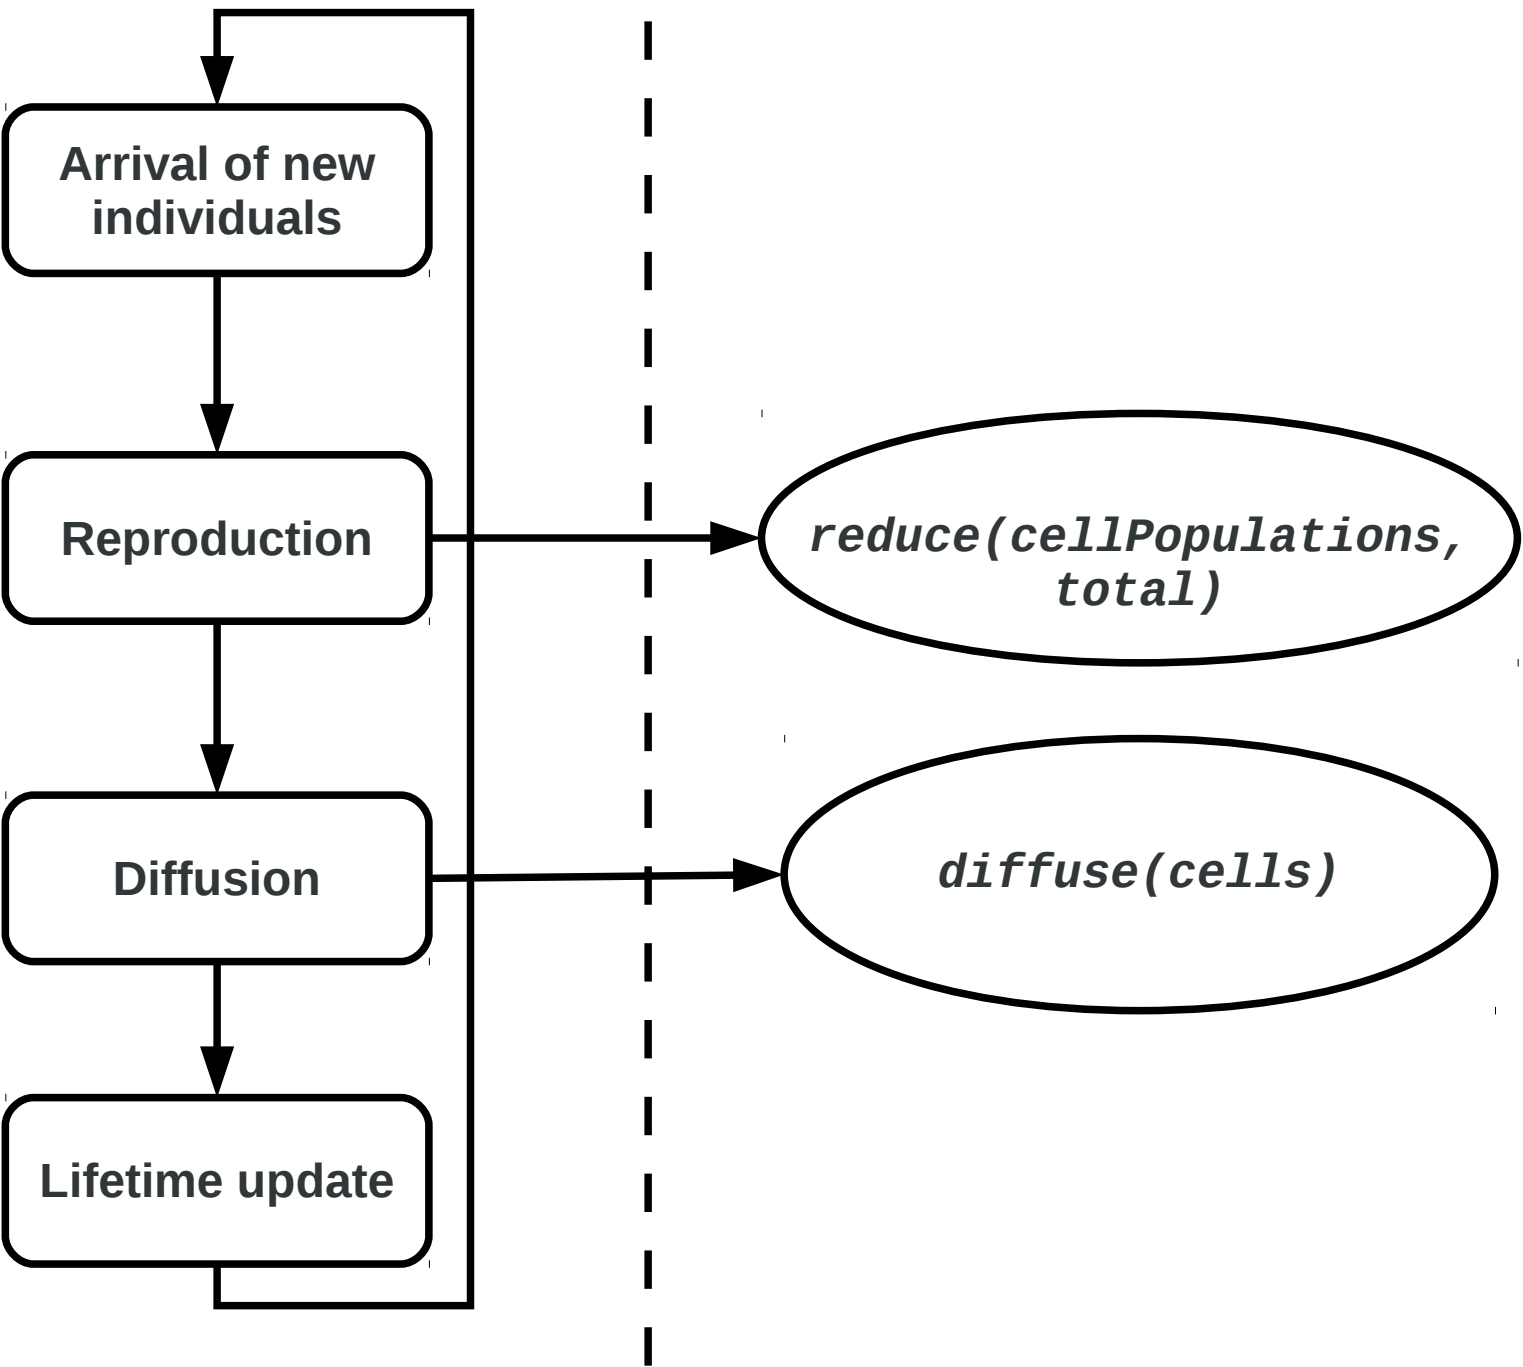 Arrival of new
individuals
Reproduction
reduce(cellPopulations,
total)
Diffusion
diffuse(cells)
Lifetime update